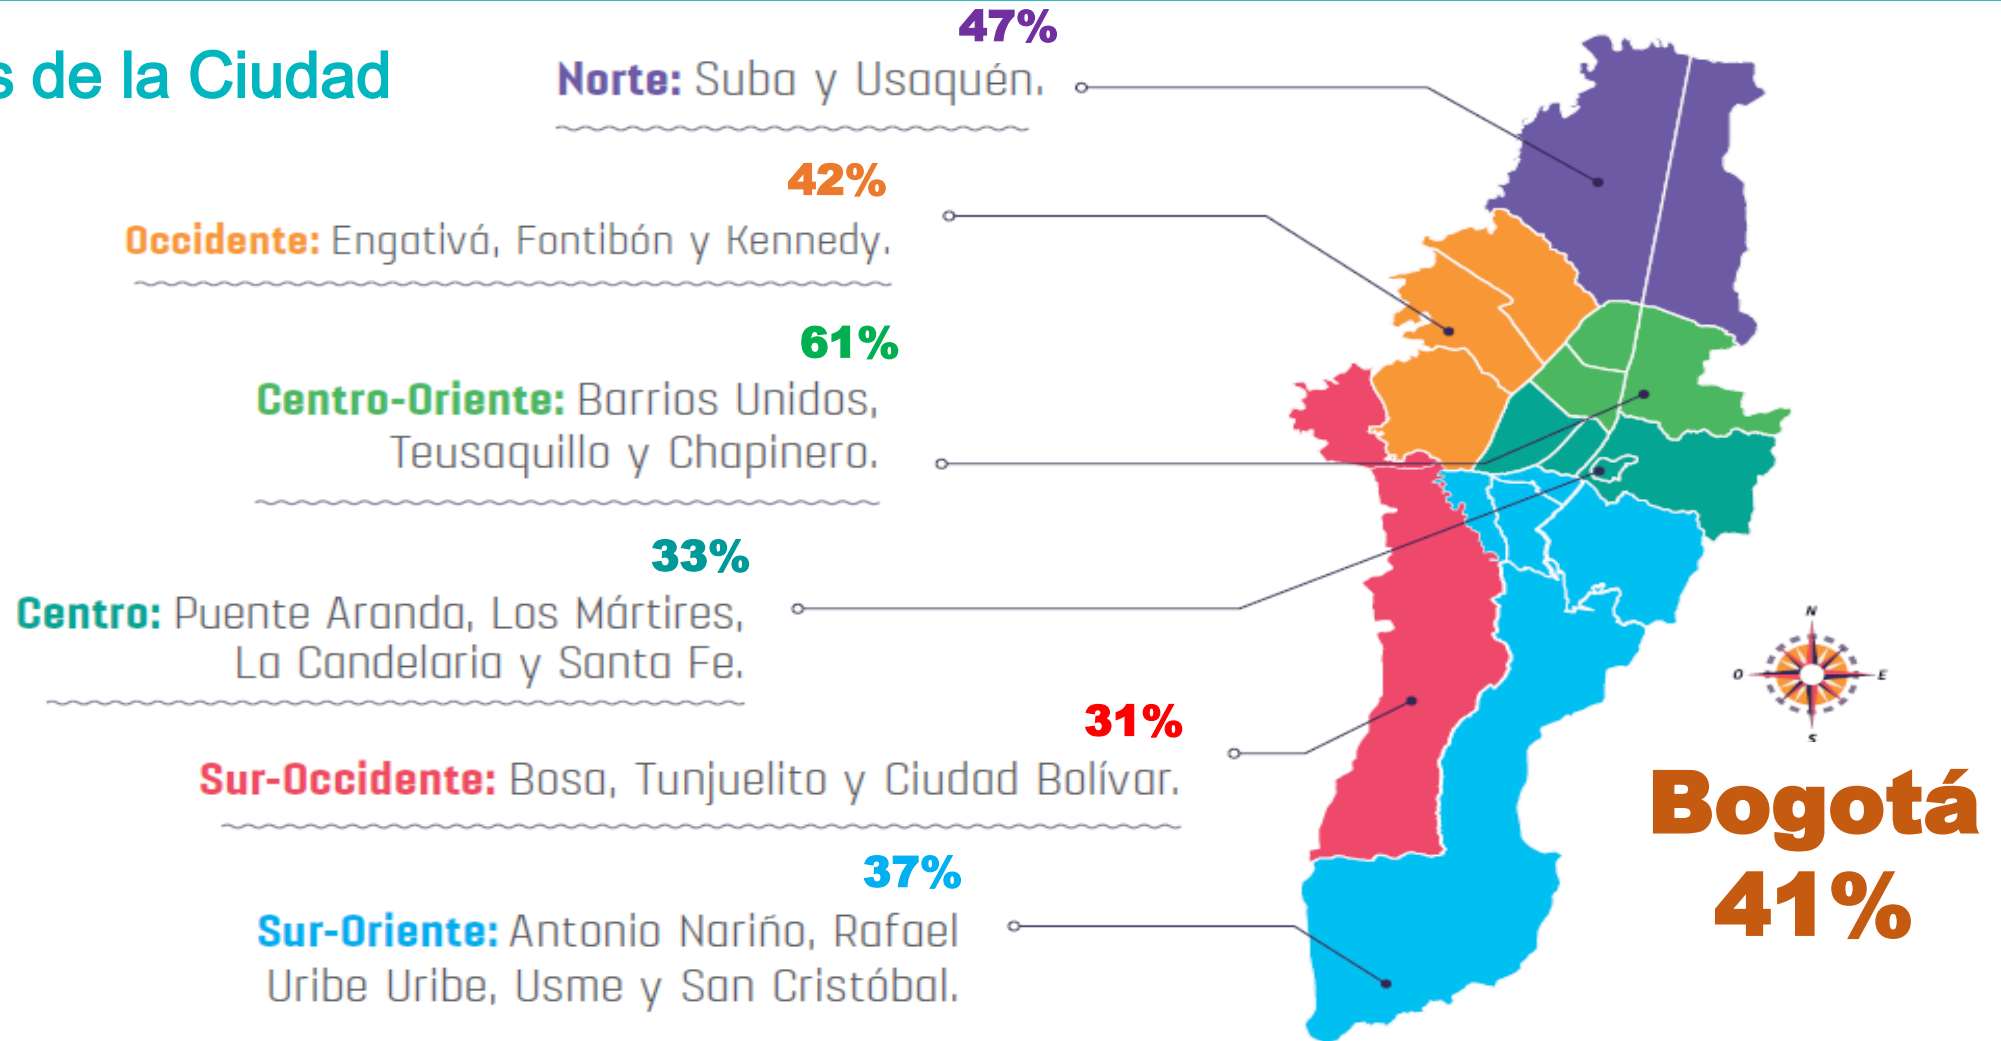 s de la Ciudad
47%
Norte: Suba y Usaquén.
42%
Occidente: Engativá, Fontibón y Kennedy.
61%
Centro-Oriente: Barrios Unidos,
Teusaquillo y Chapinero.
33%
Centro: Puente Aranda, Los Mártires,
La Candelaria y Santa Fe.
31%
Sur-Occidente: Bosa, Tunjuelito y Ciudad Bolívar.
37%
Sur-Oriente: Antonio Nariño, Rafael
Uribe Uribe, Usme y San Cristóbal.
N
O E
S
Bogotá
41%